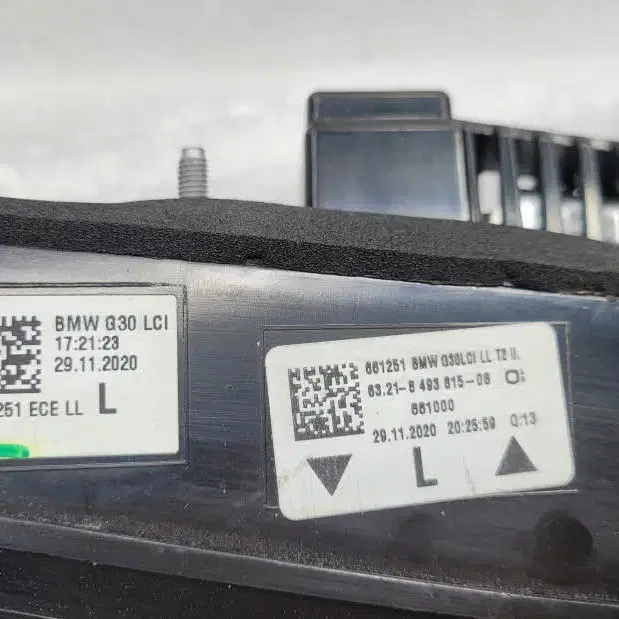 BMW G30 LCI
17:21:23
29.11.2020
251 ECE LL L
661251 BMW G30LCI LL T2
63.21-8 493 815-08
661000
29.11.2020 20:25:59 Q:13
L